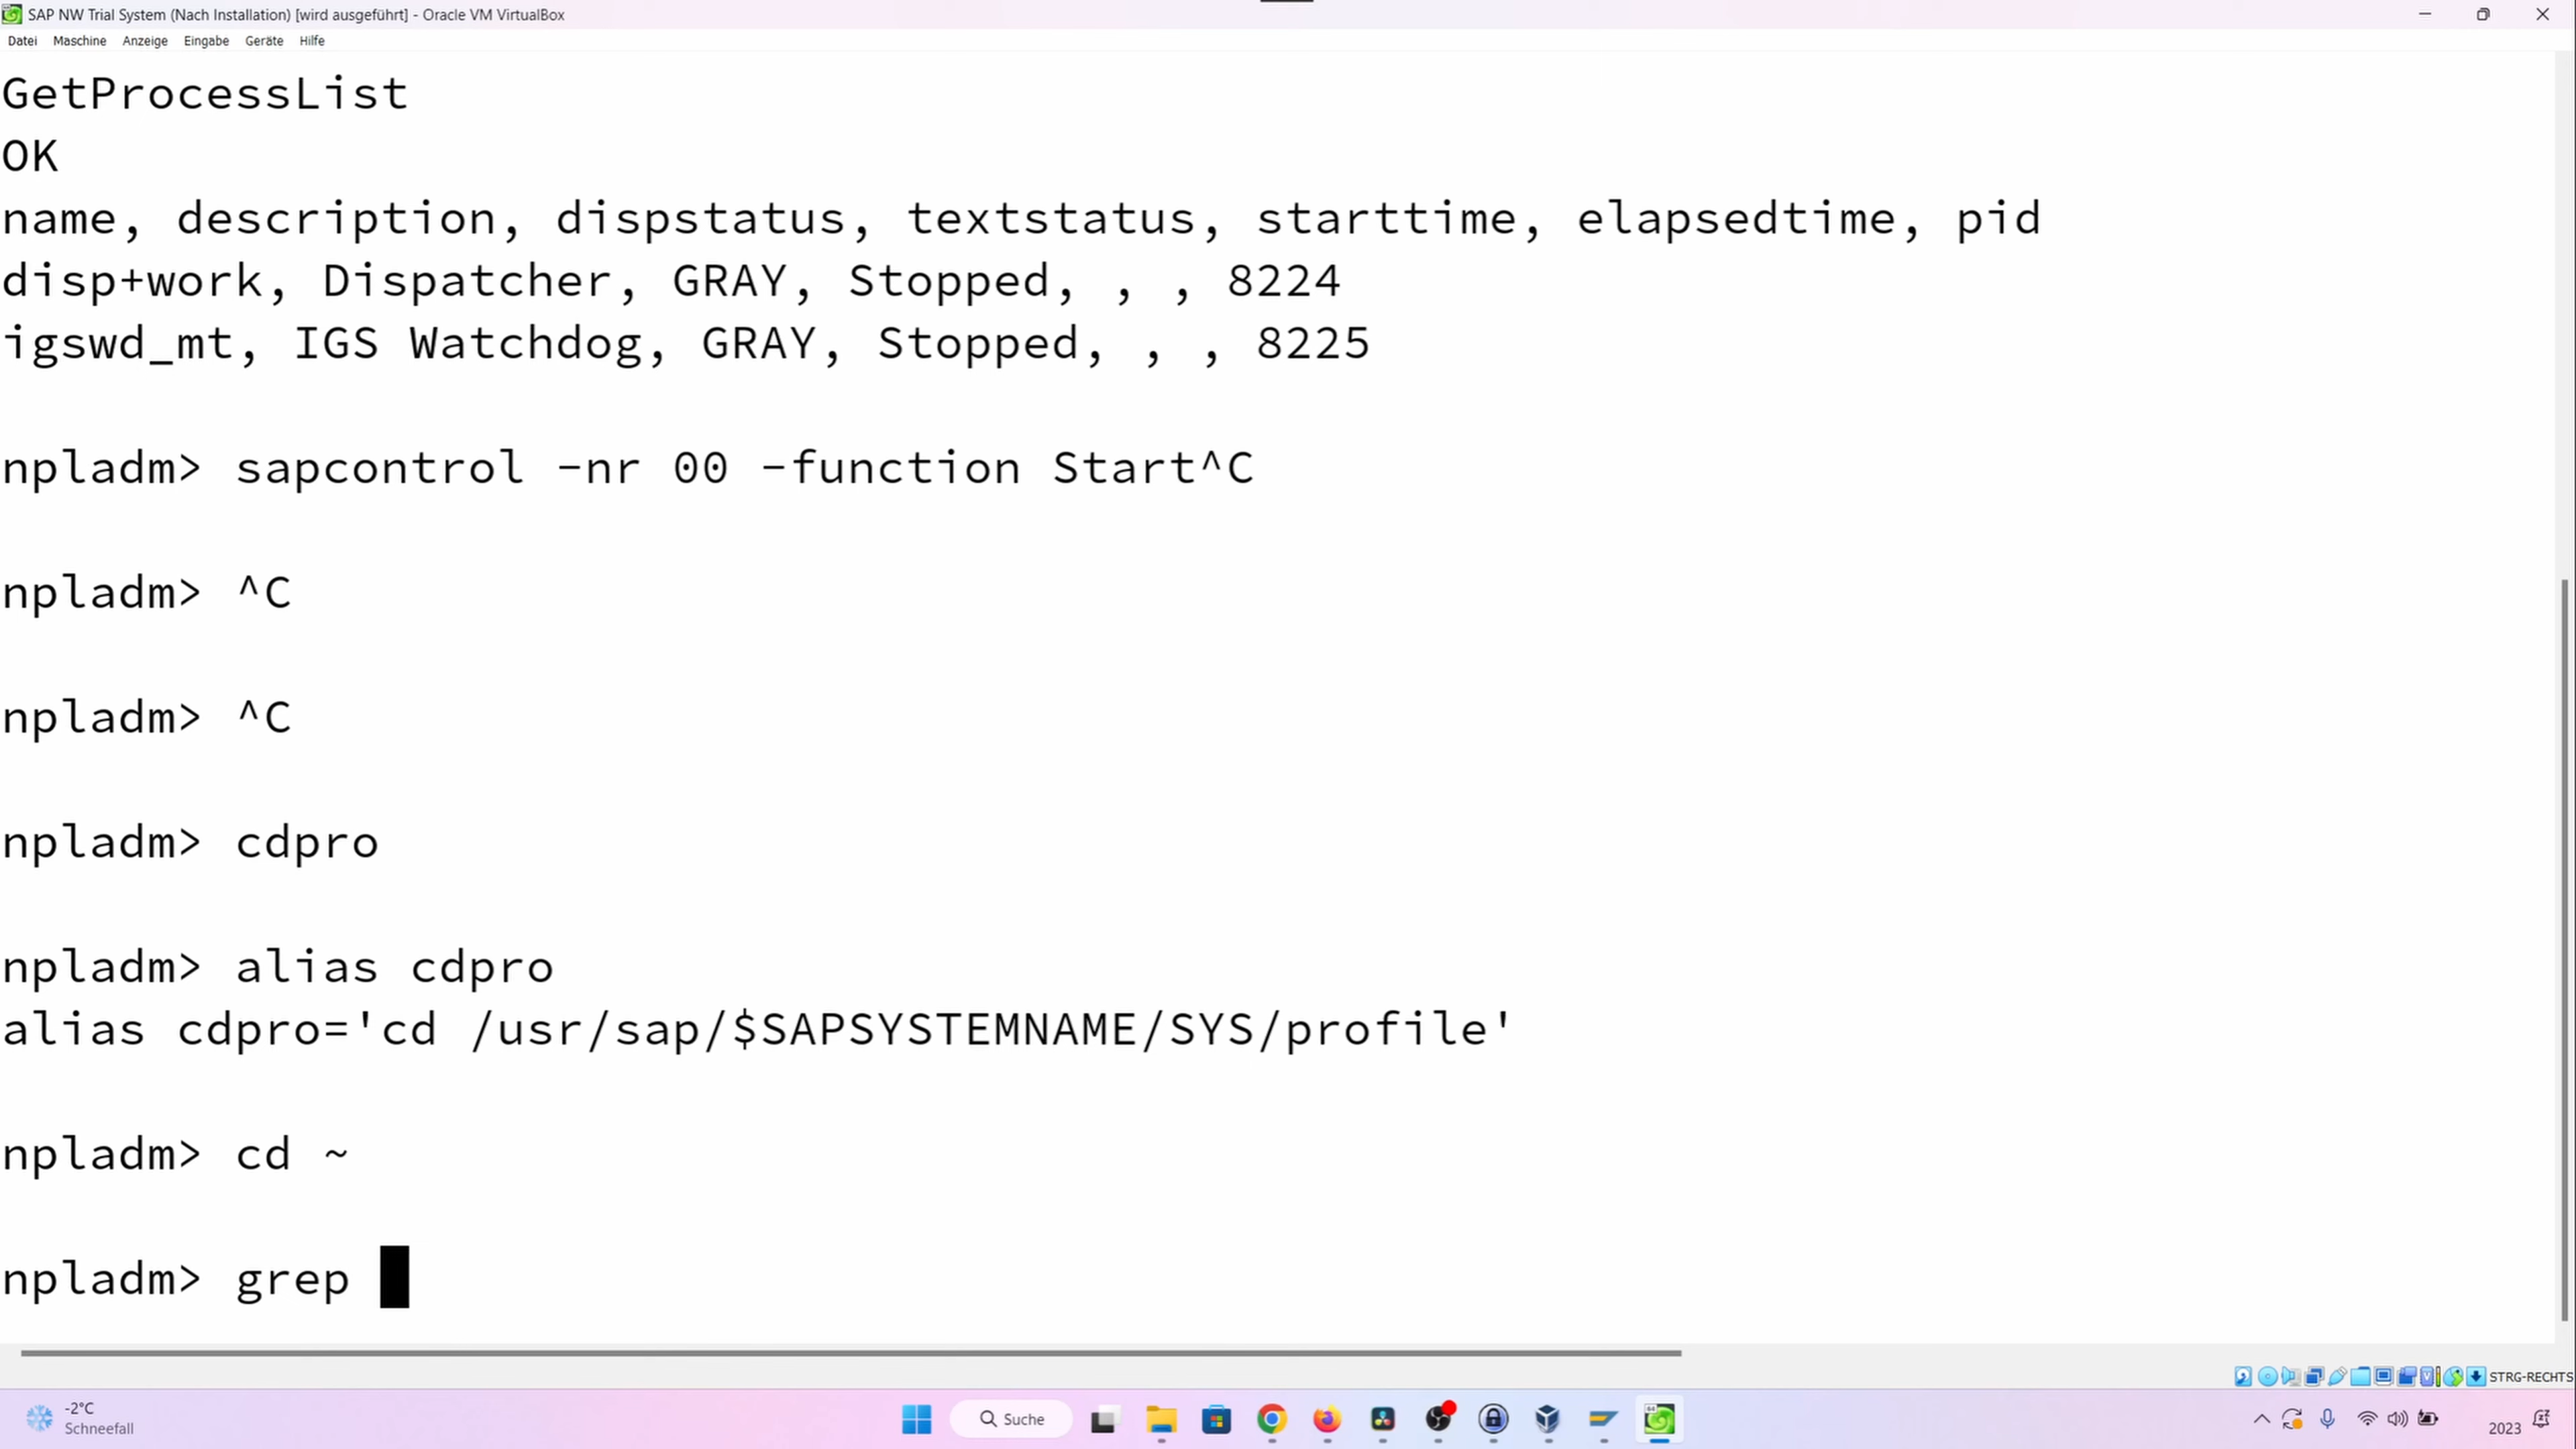 SAP NW Trial System (Nach Installation) [wird ausgeführt] - Oracle VM VirtualBox
Datei Maschine Anzeige Eingabe Geräte Hilfe
GetProcessList
OK
name, description, dispstatus, textstatus, starttime, elapsedtime, pid
disp+work, Dispatcher, GRAY, Stopped, , , 8224
igswd_mt, IGS Watchdog, GRAY, Stopped, , , 8225
npladm> sapcontrol -nr 00 -function Start^C
npladm> ^C
npladm> ^C
npladm> cdpro
npladm> alias cdpro
alias cdpro='cd /usr/sap/$SAPSYSTEMNAME/SYS/profile'
npladm> cd ~
npladm> grep
STRG-RECHTS
-2°C
Schneefall
Suche
2023